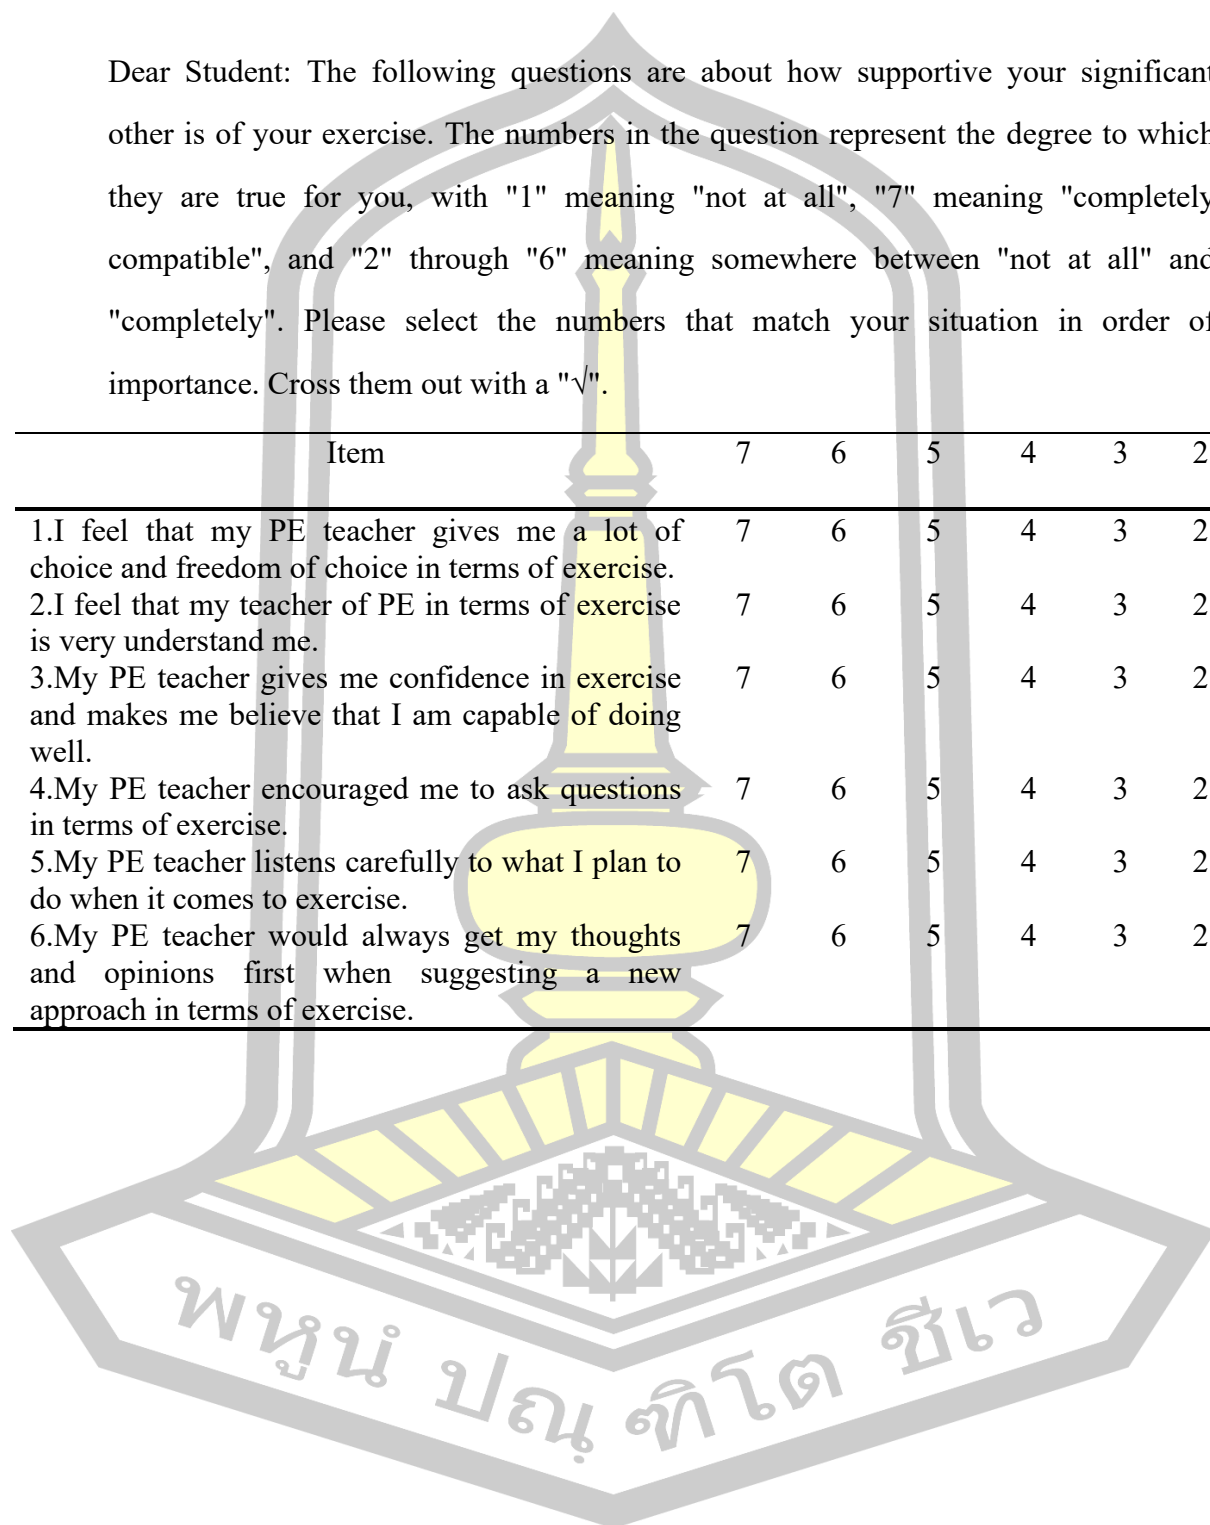 Dear Student: The following questions are about how supportive your significant
other is of your exercise. The numbers in the question represent the degree to which
they are true for you, with "1" meaning "not at all", "7" meaning "completely
compatible", and "2" through "6" meaning somewhere between "not at all" and
"completely". Please select the numbers that match your situation in order of
importance. Cross them out with a "√".
Item 7 6 5 4 3 2
1.I feel that my PE teacher gives me a lot of 7 6 5 4 3 2
choice and freedom of choice in terms of exercise.
2.I feel that my teacher of PE in terms of exercise 7 6 5 4 3 2
is very understand me.
3.My PE teacher gives me confidence in exercise 7 6 5 4 3 2
and makes me believe that I am capable of doing
well.
4.My PE teacher encouraged me to ask questions 7 6 5 4 3 2
in terms of exercise.
5.My PE teacher listens carefully to what I plan to 7 6 5 4 3 2
do when it comes to exercise.
6.My PE teacher would always get my thoughts 7 6 5 4 3 2
and opinions first when suggesting a new
approach in terms of exercise.
พหูนํ ปณฺฑิโต ชีเว